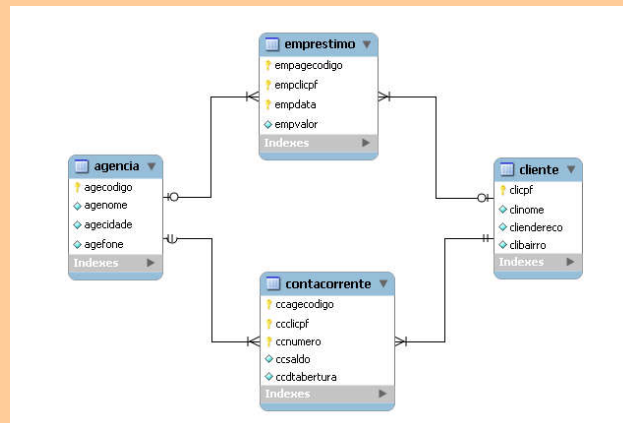 emprestimo
empagecodigo
empclicpf
empdata
empvalor
Indexes
agencia
agecodigo
agenome
agecidade
agefone
Indexes
cliente
clicpf
clinome
cliendereco
clibairro
Indexes
contacorrente
ccagecodigo
ccclicpf
ccnumero
ccsaldo
ccdtabertura
Indexes